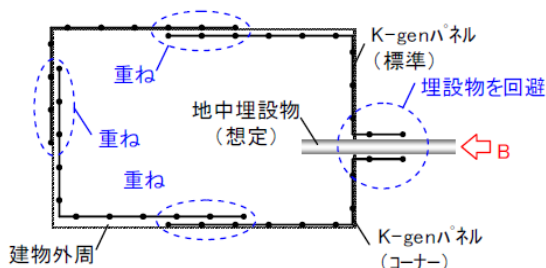 K-genパネル
(標準)
重ね
埋設物を回避
地中埋設物
(想定)
重ね
B
重ね
建物外周
K-genパネル
(コーナー)